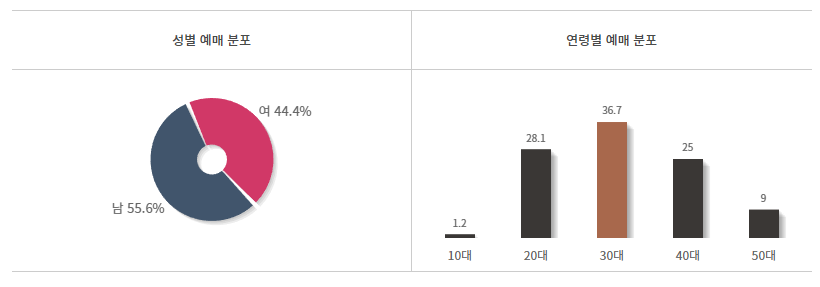 성별 예매 분포
여 44.4%
남 55.6%
연령별 예매 분포
1.2
28.1
36.7
25
9
10대 20대 30대 40대 50대